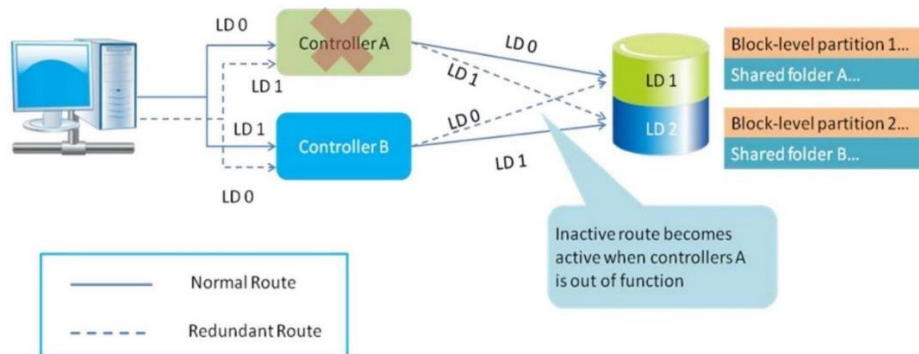 LD 0
Controller A
LD 0
LD 1
LD 1
LD 1
Controller B
LD 0
LD 0
LD 1
LD 1
LD 2
Block-level partition 1...
Shared folder A...
Block-level partition 2...
Shared folder B...
Inactive route becomes
active when controllers A
is out of function
Normal Route
Redundant Route